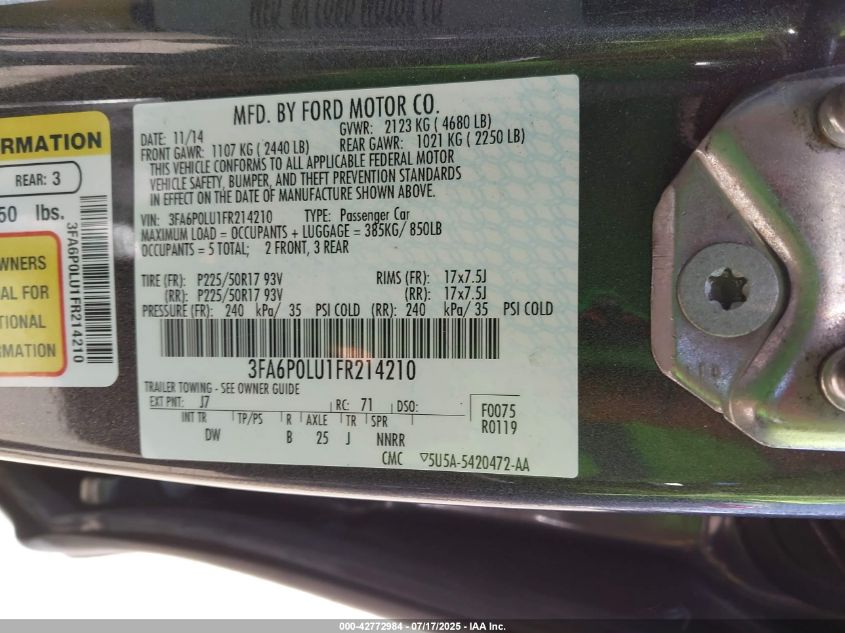 MFD. BY FORD MOTOR CO.
DATE: 11/14 GVWR: 2123 KG ( 4680 LB)
FRONT GAWR: 1107 KG ( 2440 LB) REAR GAWR: 1021 KG ( 2250 LB)
THIS VEHICLE CONFORMS TO ALL APPLICABLE FEDERAL MOTOR
VEHICLE SAFETY, BUMPER, AND THEFT PREVENTION STANDARDS
IN EFFECT ON THE DATE OF MANUFACTURE SHOWN ABOVE.
VIN: 3FA6P0LU1FR214210 TYPE: Passenger Car
MAXIMUM LOAD = OCCUPANTS + LUGGAGE = 385KG/ 850LB
OCCUPANTS = 5 TOTAL; 2 FRONT, 3 REAR
TIRE (FR): P225/50R17 93V RIMS (FR): 17x7.5J
(RR): P225/50R17 93V (RR): 17x7.5J
PRESSURE (FR): 240 kPa/ 35 PSI COLD (RR): 240 kPa/ 35 PSI COLD
3FA6P0LU1FR214210
TRAILER TOWING - SEE OWNER GUIDE
EXT PNT: J7 RC: 71 DSO:
INT TR TP/PS R AXLE TR SPR
DW B 25 J NNRR
F0075
R0119
CMC ▽5U5A-5420472-AA
RMATION
REAR: 3
50 lbs.
WNERS
AL FOR
TIONAL
RMATION
3FA6P0LU1FR214210
000-42772984 - 07/17/2025 - IAA Inc.